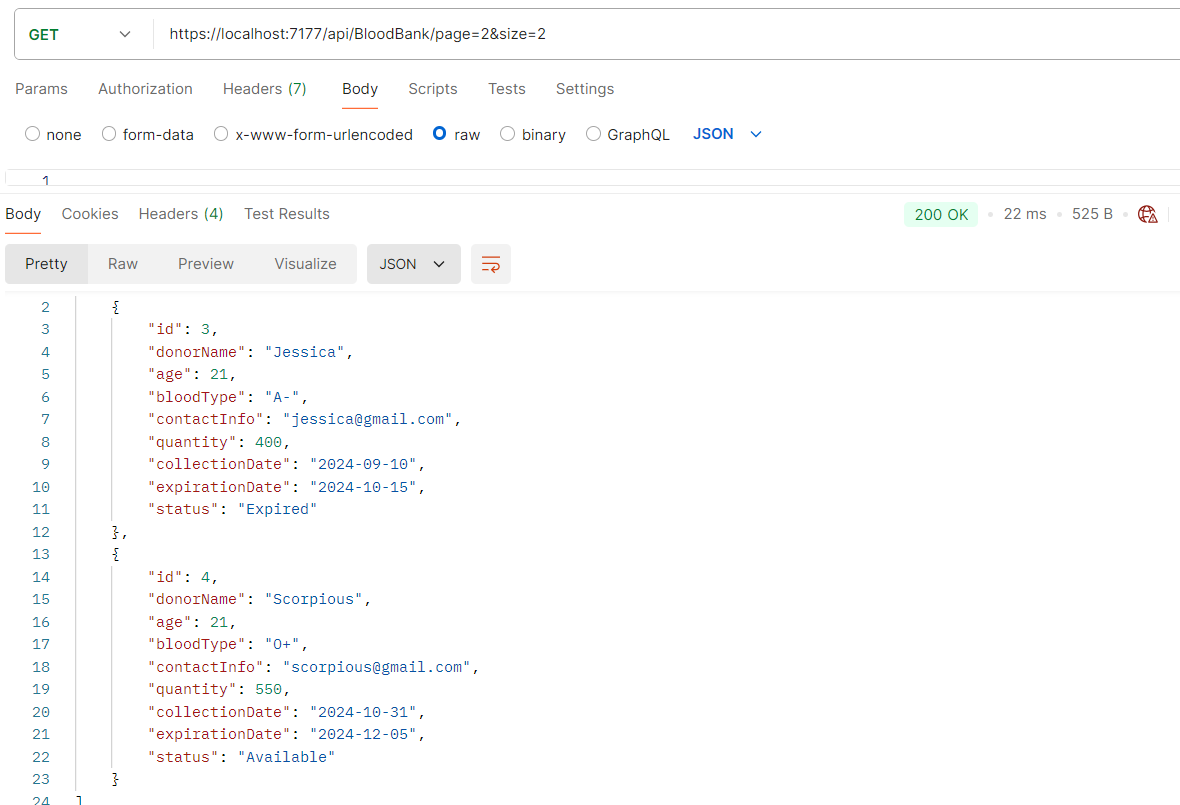 GET https://localhost:7177/api/BloodBank/page=2&size=2
Params Authorization Headers (7) Body Scripts Tests Settings
none form-data x-www-form-urlencoded raw binary GraphQL JSON
1
Body Cookies Headers (4) Test Results 200 OK 22 ms 525 B
Pretty Raw Preview Visualize JSON
2 {
3 "id": 3,
4 "donorName": "Jessica",
5 "age": 21,
6 "bloodType": "A-",
7 "contactInfo": "jessica@gmail.com",
8 "quantity": 400,
9 "collectionDate": "2024-09-10",
10 "expirationDate": "2024-10-15",
11 "status": "Expired"
12 },
13 {
14 "id": 4,
15 "donorName": "Scorpious",
16 "age": 21,
17 "bloodType": "O+",
18 "contactInfo": "scorpious@gmail.com",
19 "quantity": 550,
20 "collectionDate": "2024-10-31",
21 "expirationDate": "2024-12-05",
22 "status": "Available"
23 }
24 ]